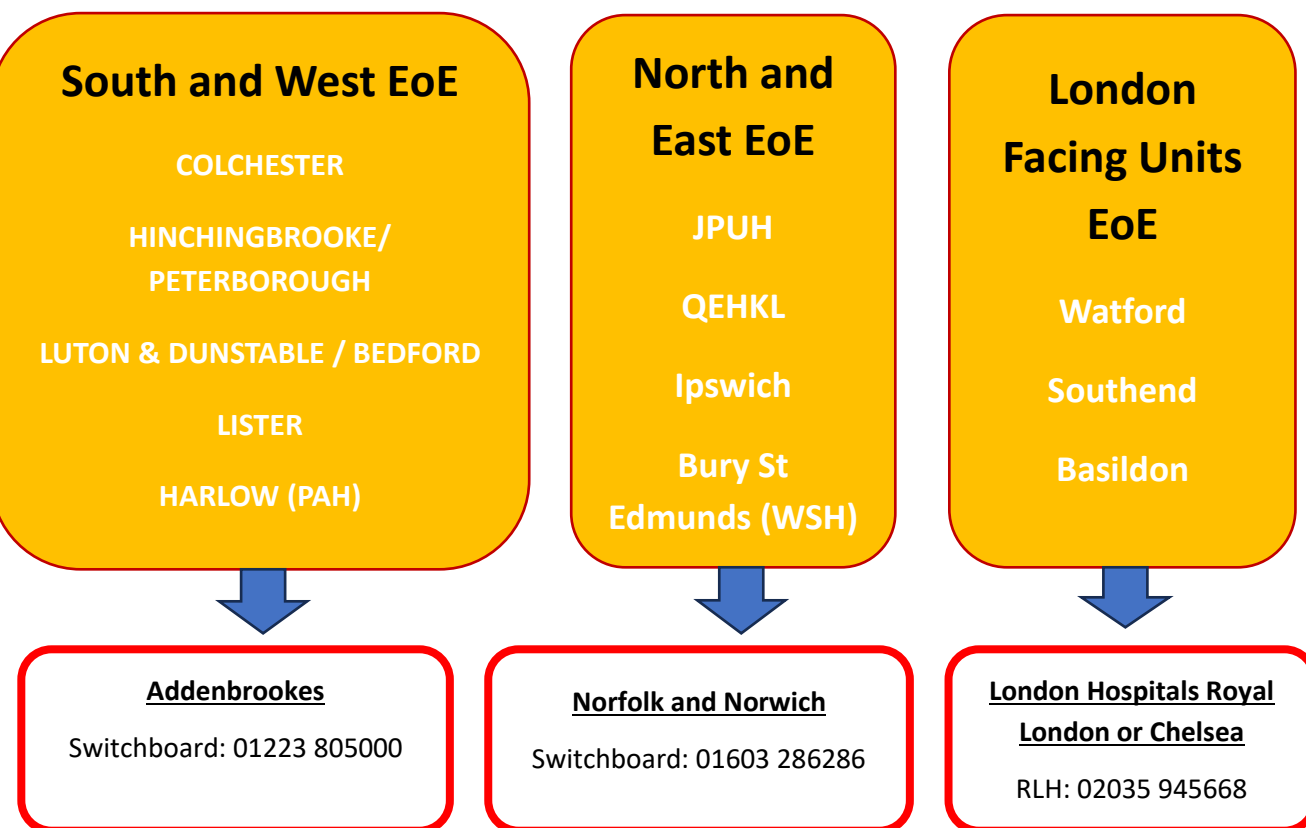 South and West EoE
COLCHESTER
HINCHINGBROOKE/
PETERBOROUGH
LUTON & DUNSTABLE / BEDFORD
LISTER
HARLOW (PAH)
Addenbrookes
Switchboard: 01223 805000
North and
East EoE
JPUH
QEHKL
Ipswich
Bury St
Edmunds (WSH)
Norfolk and Norwich
Switchboard: 01603 286286
London
Facing Units
EoE
Watford
Southend
Basildon
London Hospitals Royal
London or Chelsea
RLH: 02035 945668